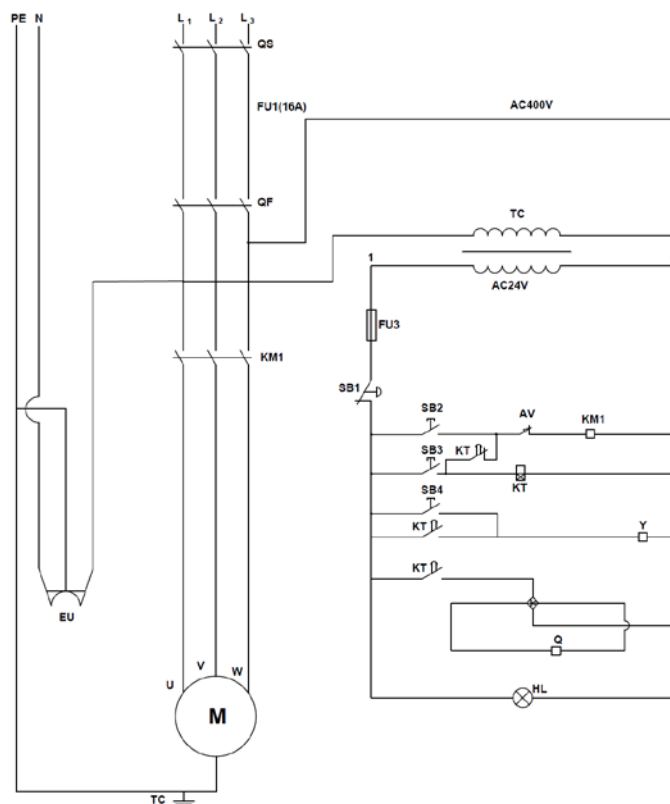 PE N L1 L2 L3
QS
FU1(16A)
AC400V
QF
TC
1
AC24V
FU3
KM1
SB1
SB2
AV
KM1
KT
SB3
KT
SB4
KT
Y
KT
EU
Q
V
W
U
HL
M
TC